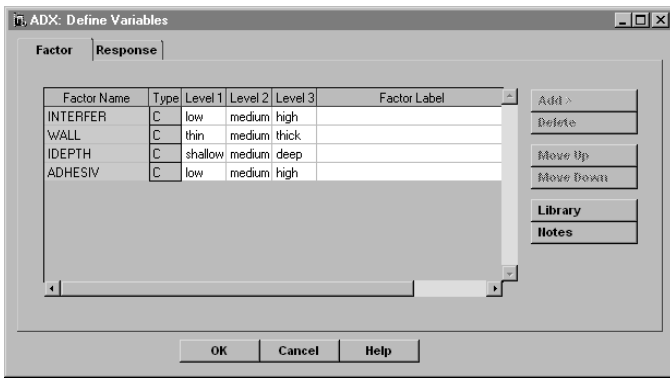 ADX: Define Variables
Factor Response
Factor Name Type Level 1 Level 2 Level 3 Factor Label
INTERFER C low medium high
WALL C thin medium thick
IDEPTH C shallow medium deep
ADHESIV C low medium high
Add >
Delete
Move Up
Move Down
Library
Notes
OK Cancel Help